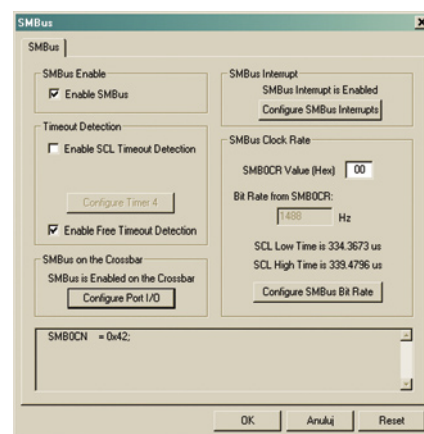 SMBus
SMBus
SMBus Enable
Enable SMBus
Timeout Detection
Enable SCL Timeout Detection
Configure Timer 4
Enable Free Timeout Detection
SMBus on the Crossbar
SMBus is Enabled on the Crossbar
Configure Port I/O
SMBus Interrupt
SMBus Interrupt is Enabled
Configure SMBus Interrupts
SMBus Clock Rate
SMB0CR Value (Hex) 00
Bit Rate from SMB0CR:
1488 Hz
SCL Low Time is 334.3673 us
SCL High Time is 339.4796 us
Configure SMBus Bit Rate
SMB0CN = 0x42;
OK Anuluj Reset